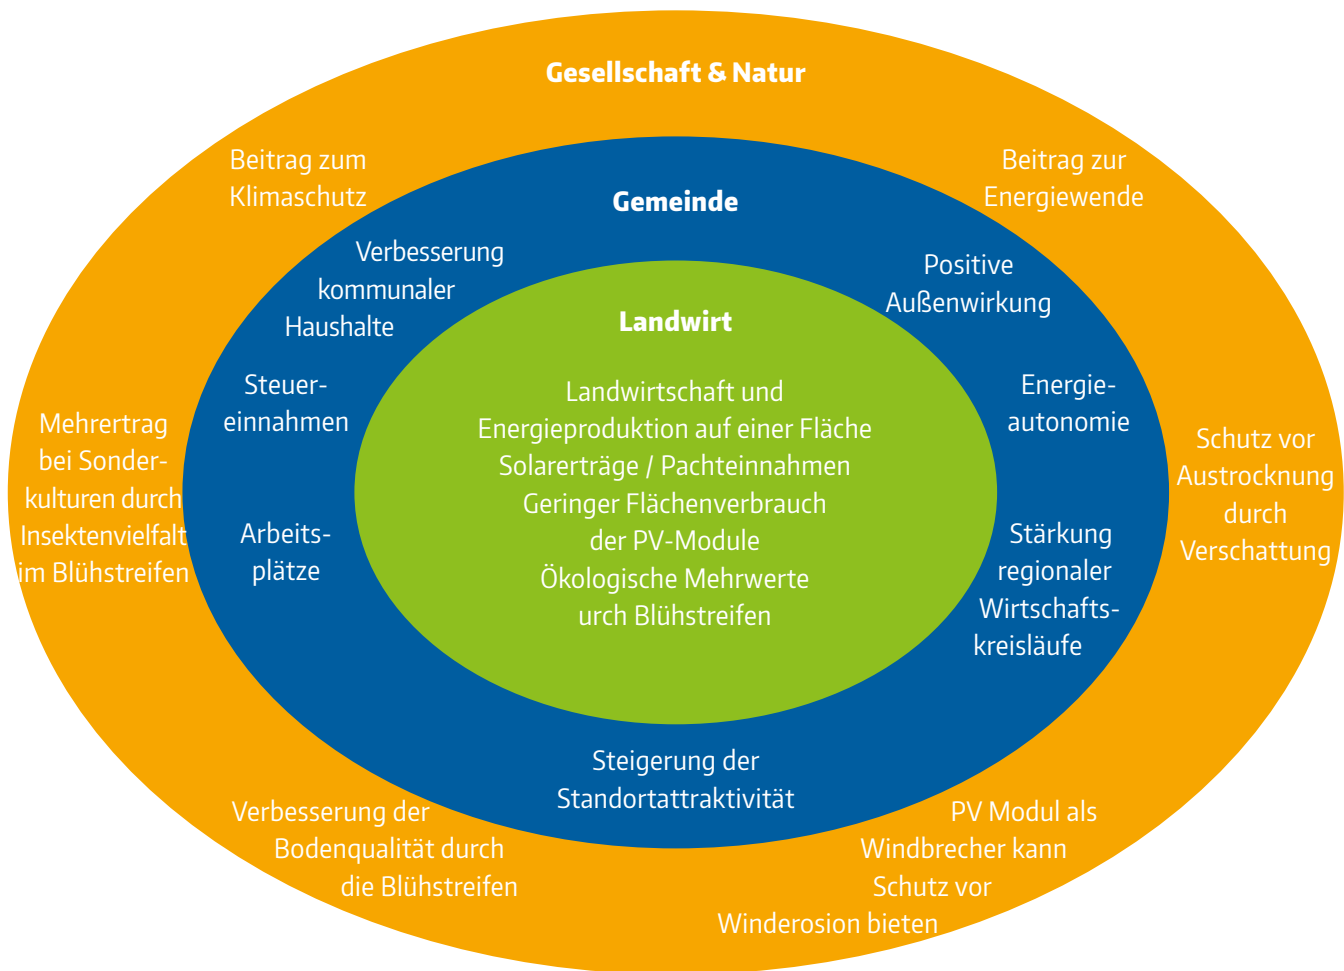 Gesellschaft & Natur
Beitrag zum
Klimaschutz
Beitrag zur
Energiewende
Mehrertrag
bei Sonder-
kulturen durch
Insektenvielfalt
im Blühstreifen
Schutz vor
Austrocknung
durch
Verschattung
Verbesserung der
Bodenqualität durch
die Blühstreifen
PV Modul als
Windbrecher kann
Schutz vor
Winderosion bieten
Gemeinde
Verbesserung
kommunaler
Haushalte
Positive
Außenwirkung
Steuer-
einnahmen
Energie-
autonomie
Arbeits-
plätze
Stärkung
regionaler
Wirtschafts-
kreisläufe
Steigerung der
Standortattraktivität
Landwirt
Landwirtschaft und
Energieproduktion auf einer Fläche
Solarerträge / Pachteinnahmen
Geringer Flächenverbrauch
der PV-Module
Ökologische Mehrwerte
urch Blühstreifen